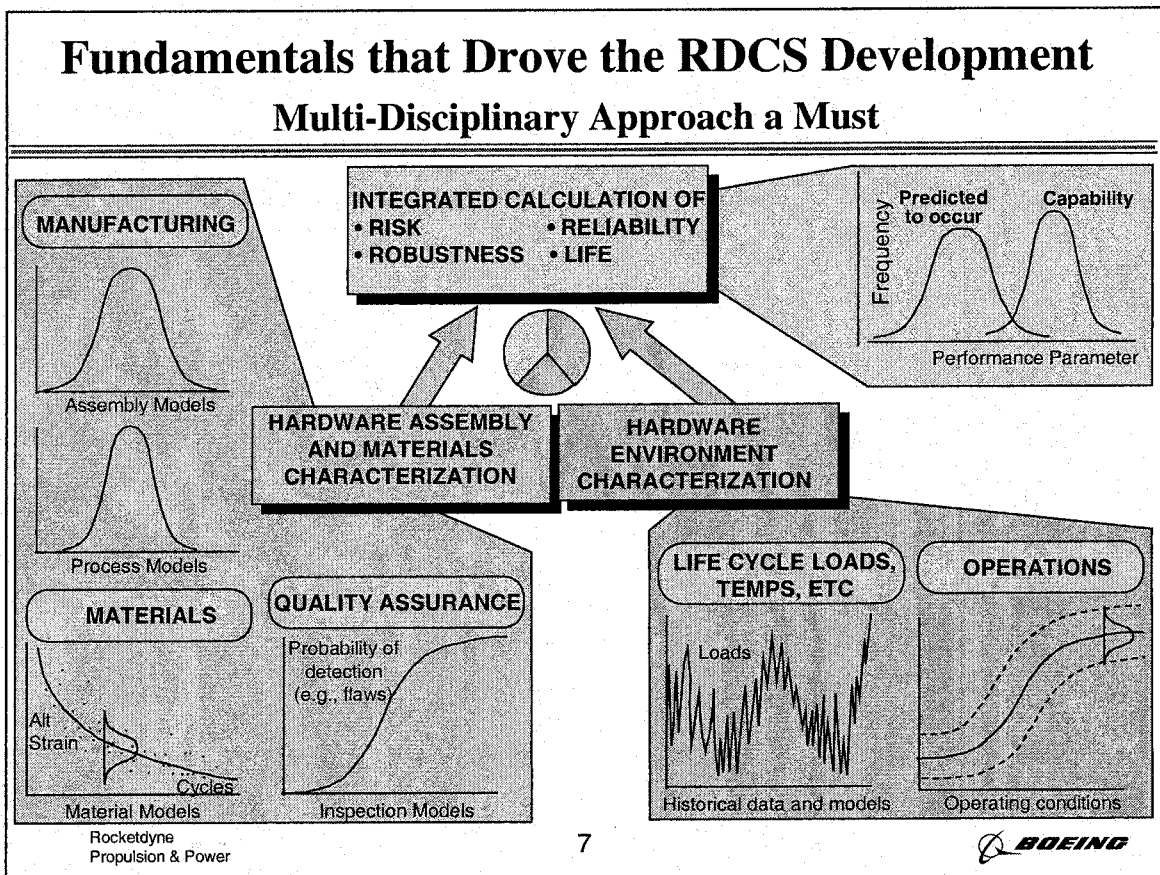 Fundamentals that Drove the RDCS Development
Multi-Disciplinary Approach a Must
MANUFACTURING
Assembly Models
Process Models
MATERIALS
Alt
Strain
Cycles
Material Models
QUALITY ASSURANCE
Probability of
detection
(e.g., flaws)
Inspection Models
INTEGRATED CALCULATION OF
• RISK • RELIABILITY
• ROBUSTNESS • LIFE
HARDWARE ASSEMBLY
AND MATERIALS
CHARACTERIZATION
HARDWARE
ENVIRONMENT
CHARACTERIZATION
Frequency
Predicted
to occur
Capability
Performance Parameter
LIFE CYCLE LOADS,
TEMPS, ETC
Loads
Historical data and models
OPERATIONS
Operating conditions
Rocketdyne
Propulsion & Power
7
BOEING